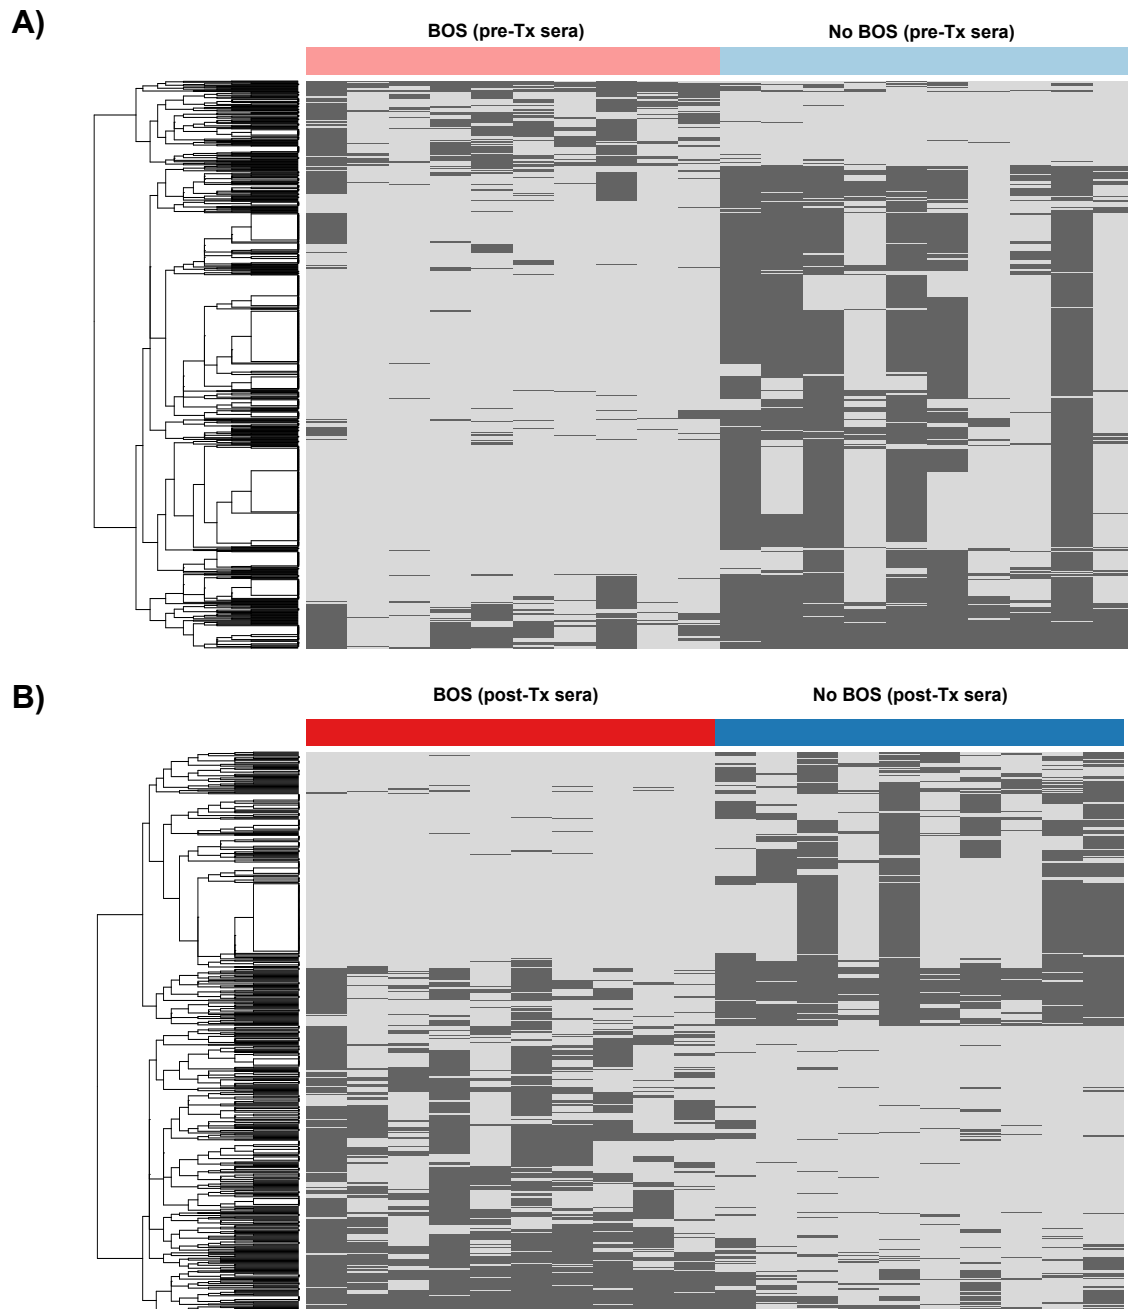 A)
BOS (pre-Tx sera)
No BOS (pre-Tx sera)
B)
BOS (post-Tx sera)
No BOS (post-Tx sera)